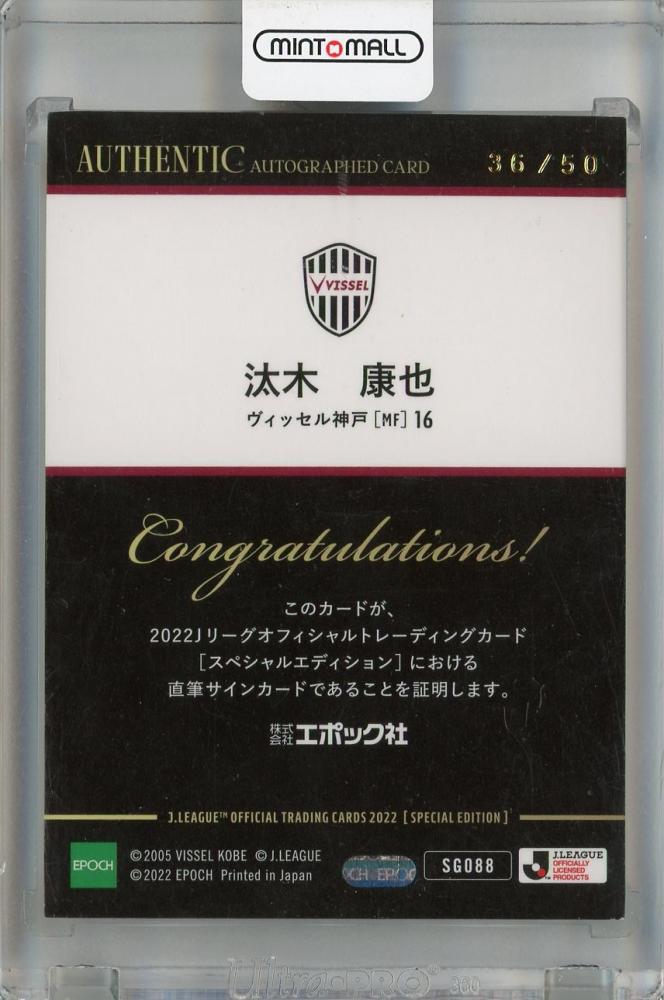 MINT MALL
AUTHENTIC AUTOGRAPHED CARD 36/50
VISSEL
汰木 康也
ヴィッセル神戸 [MF] 16
Congratulations!
このカードが、
2022Jリーグオフィシャルトレーディングカード
[スペシャルエディション] における
直筆サインカードであることを証明します。
株式会社 エポック社
J.LEAGUE™ OFFICIAL TRADING CARDS 2022 [SPECIAL EDITION]
EPOCH
©2005 VISSEL KOBE ©J.LEAGUE
©2022 EPOCH Printed in Japan
OCH EPOC
SG088
J.LEAGUE
OFFICIALLY
LICENSED
PRODUCTS
Ultra·PRO